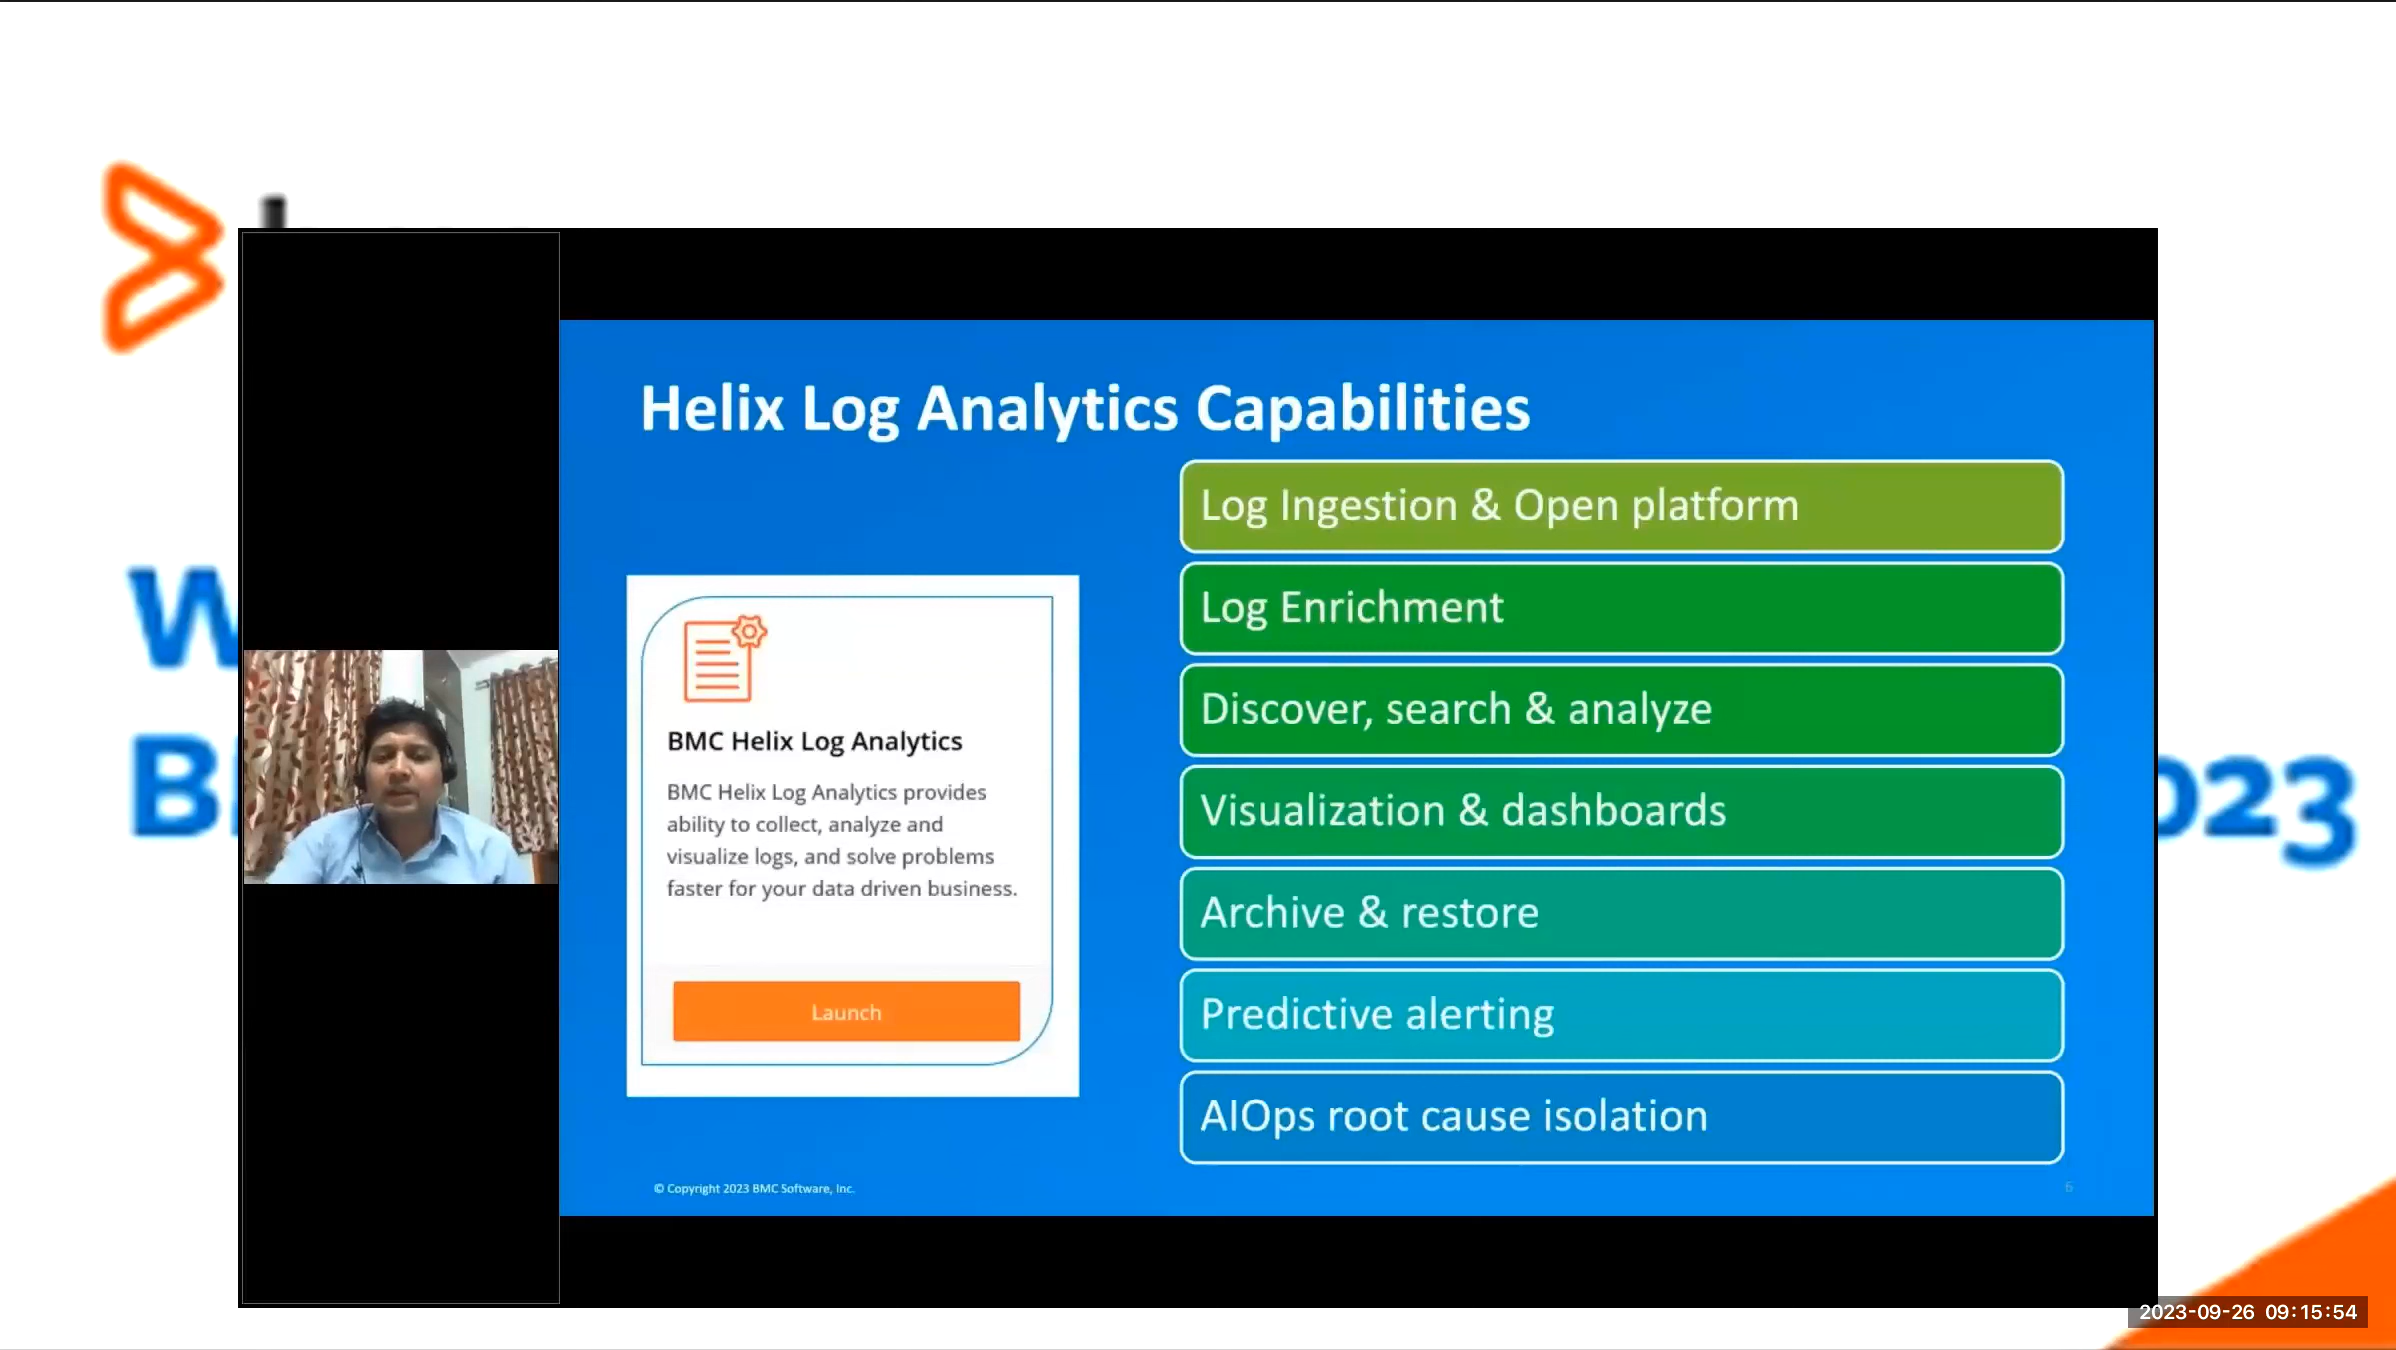 Helix Log Analytics Capabilities
Log Ingestion & Open platform
Log Enrichment
Discover, search & analyze
Visualization & dashboards
Archive & restore
Predictive alerting
AIOps root cause isolation
BMC Helix Log Analytics
BMC Helix Log Analytics provides
ability to collect, analyze and
visualize logs, and solve problems
faster for your data driven business.
Launch
© Copyright 2023 BMC Software, Inc.
2023-09-26 09:15:54